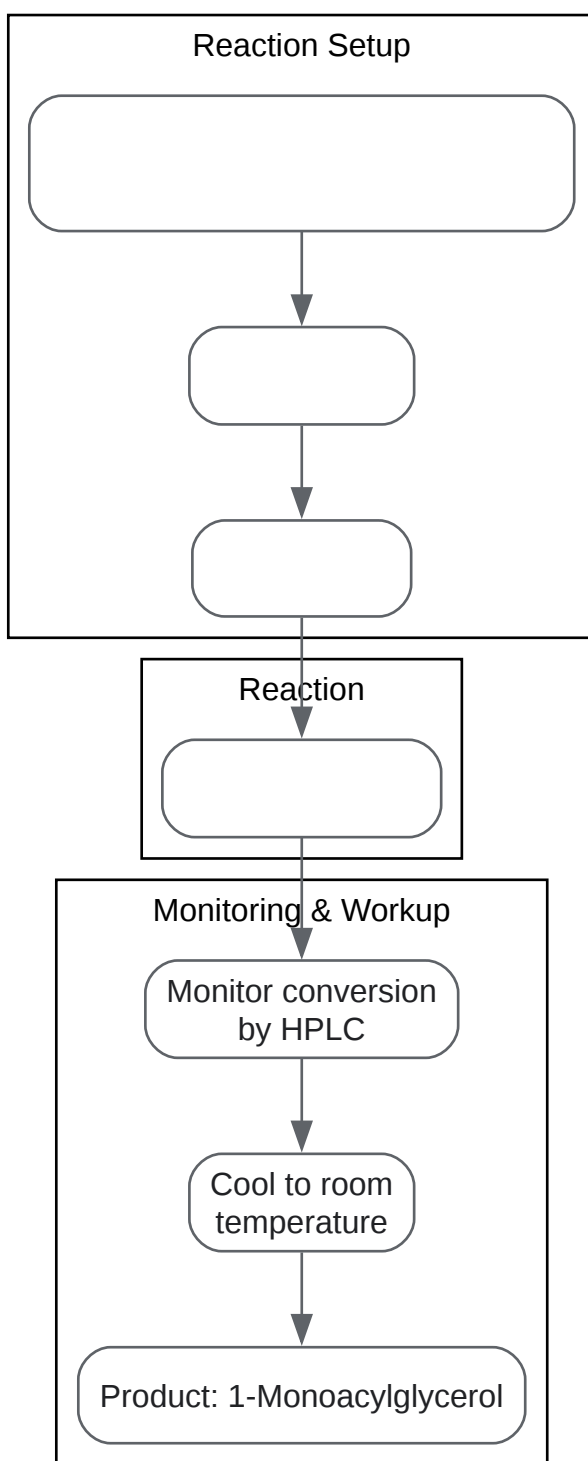 Reaction Setup
Reaction
Monitoring & Workup
Monitor conversion
by HPLC
Cool to room
temperature
Product: 1-Monoacylglycerol